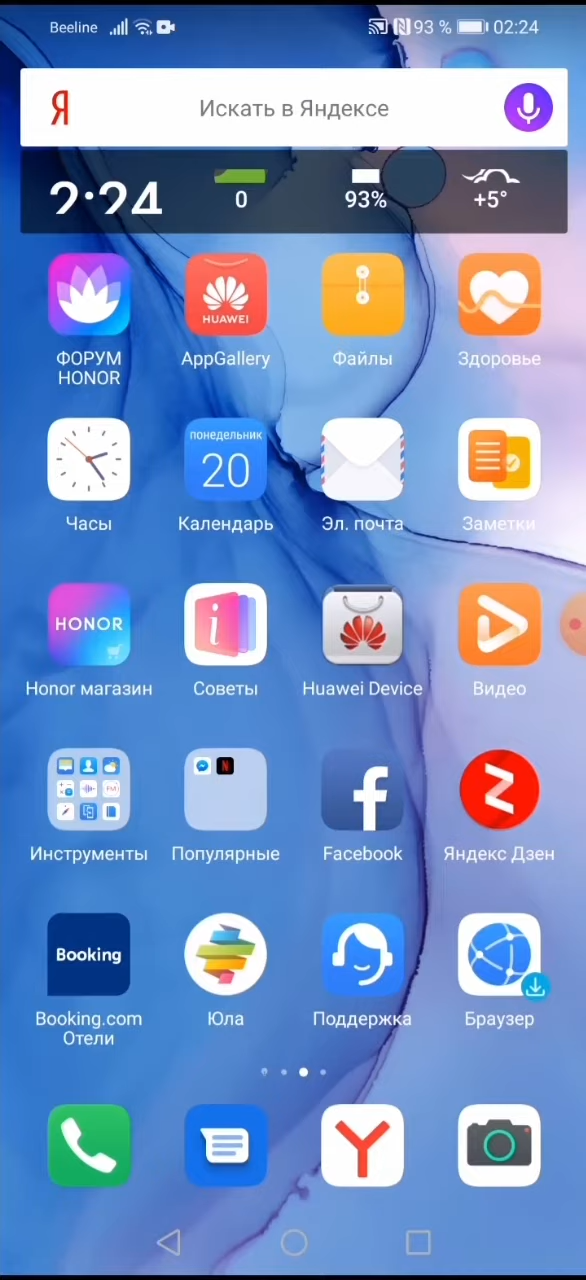 Beeline 93 % 02:24
Я Искать в Яндексе
2:24 0 93% +5°
HUAWEI
ФОРУМ HONOR
AppGallery
Файлы
Здоровье
понедельник
20
Часы
Календарь
Эл. почта
Заметки
HONOR
Honor магазин
Советы
Huawei Device
Видео
Инструменты
Популярные
Facebook
Яндекс Дзен
Booking
Booking.com Отели
Юла
Поддержка
Браузер